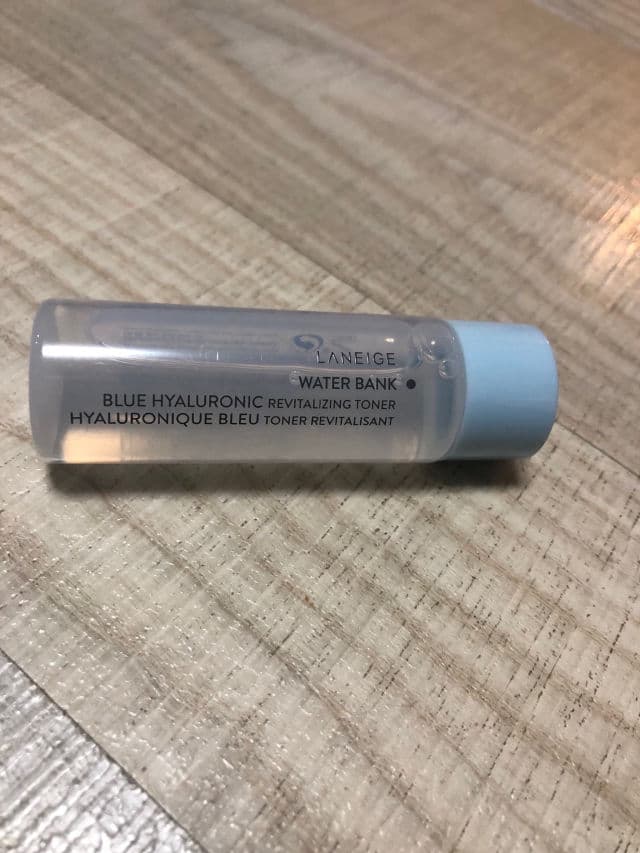 LANEIGE
WATER BANK
BLUE HYALURONIC REVITALIZING TONER
HYALURONIQUE BLEU TONER REVITALISANT